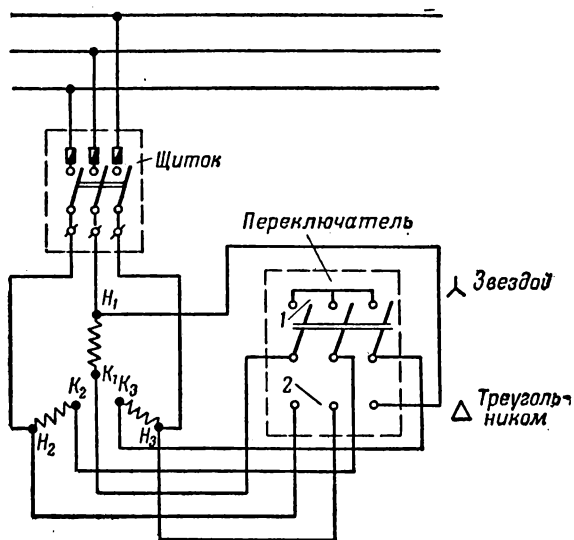 Щиток
Переключатель
Звездой
1
H₁
K₁
K₃
K₂
2
Треуголь-
ником
H₂
H₃